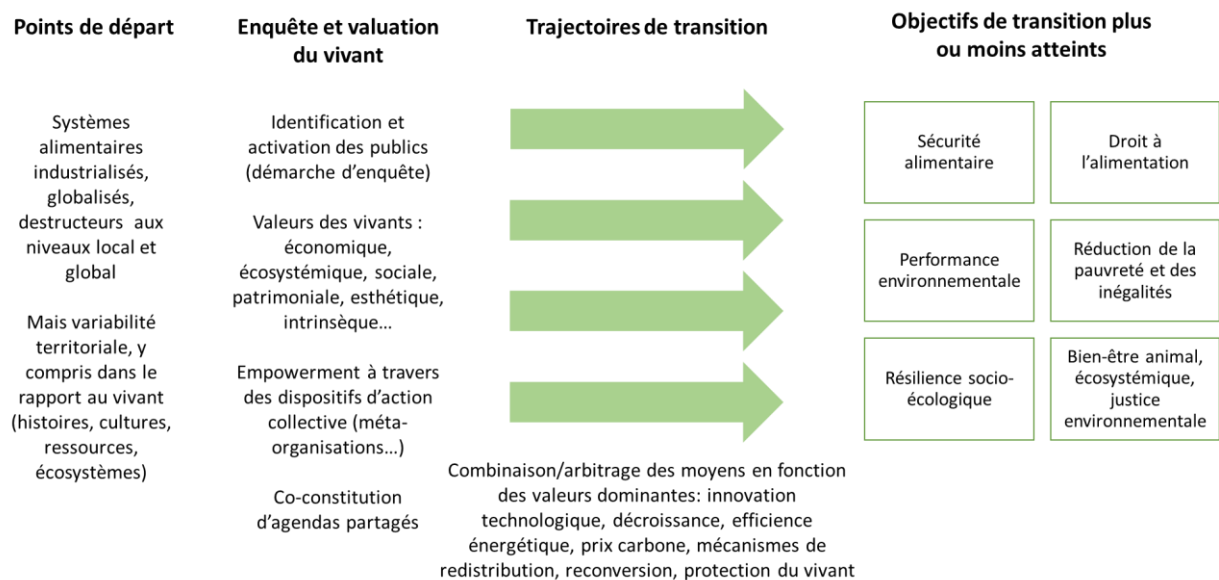 Points de départ
Systèmes
alimentaires
industrialisés,
globalisés,
destructeurs aux
niveaux local et
global
Mais variabilité
territoriale, y
compris dans le
rapport au vivant
(histoires, cultures,
ressources,
écosystèmes)
Enquête et valuation
du vivant
Identification et
activation des publics
(démarche d’enquête)
Valeurs des vivants :
économique,
écosystémique, sociale,
patrimoniale, esthétique,
intrinsèque…
Empowerment à travers
des dispositifs d’action
collective (méta-
organisations…)
Co-constitution
d’agendas partagés
Trajectoires de transition
Combinaison/arbitrage des moyens en fonction
des valeurs dominantes: innovation
technologique, décroissance, efficience
énergétique, prix carbone, mécanismes de
redistribution, reconversion, protection du vivant
Objectifs de transition plus
ou moins atteints
Sécurité
alimentaire
Droit à
l’alimentation
Performance
environnementale
Réduction de la
pauvreté et des
inégalités
Résilience socio-
écologique
Bien-être animal,
écosystémique,
justice
environnementale